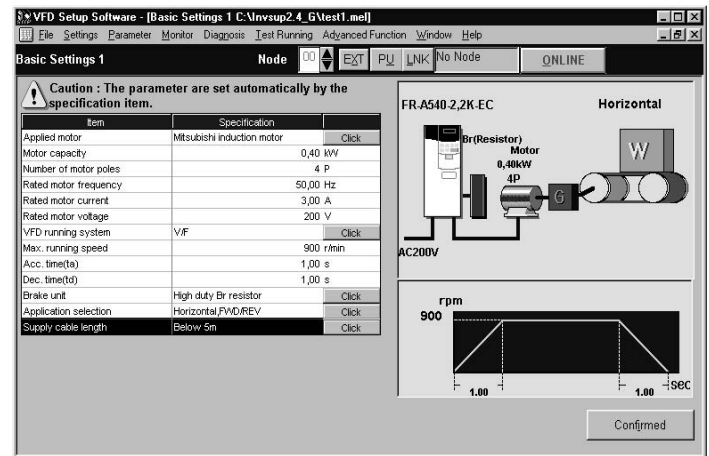 VFD Setup Software - [Basic Settings 1 C:\Invsup2.4_G\test1.mel]
File Settings Parameter Monitor Diagnosis Test Running Advanced Function Window Help
Basic Settings 1 Node 00 EXT PU LNK No Node ONLINE
Caution : The parameter are set automatically by the
specification item.
Item Specification
Applied motor Mitsubishi induction motor Click
Motor capacity 0,40 kW
Number of motor poles 4 P
Rated motor frequency 50,00 Hz
Rated motor current 3,00 A
Rated motor voltage 200 V
VFD running system V/F Click
Max. running speed 900 r/min
Acc. time(ta) 1,00 s
Dec. time(td) 1,00 s
Brake unit High duty Br resistor Click
Application selection Horizontal,FWD/REV Click
Supply cable length Below 5m Click
FR-A540-2,2K-EC Horizontal
Br(Resistor)
Motor
0,40kW
4P
G
W
AC200V
rpm
900
1.00 1.00 sec
Confirmed